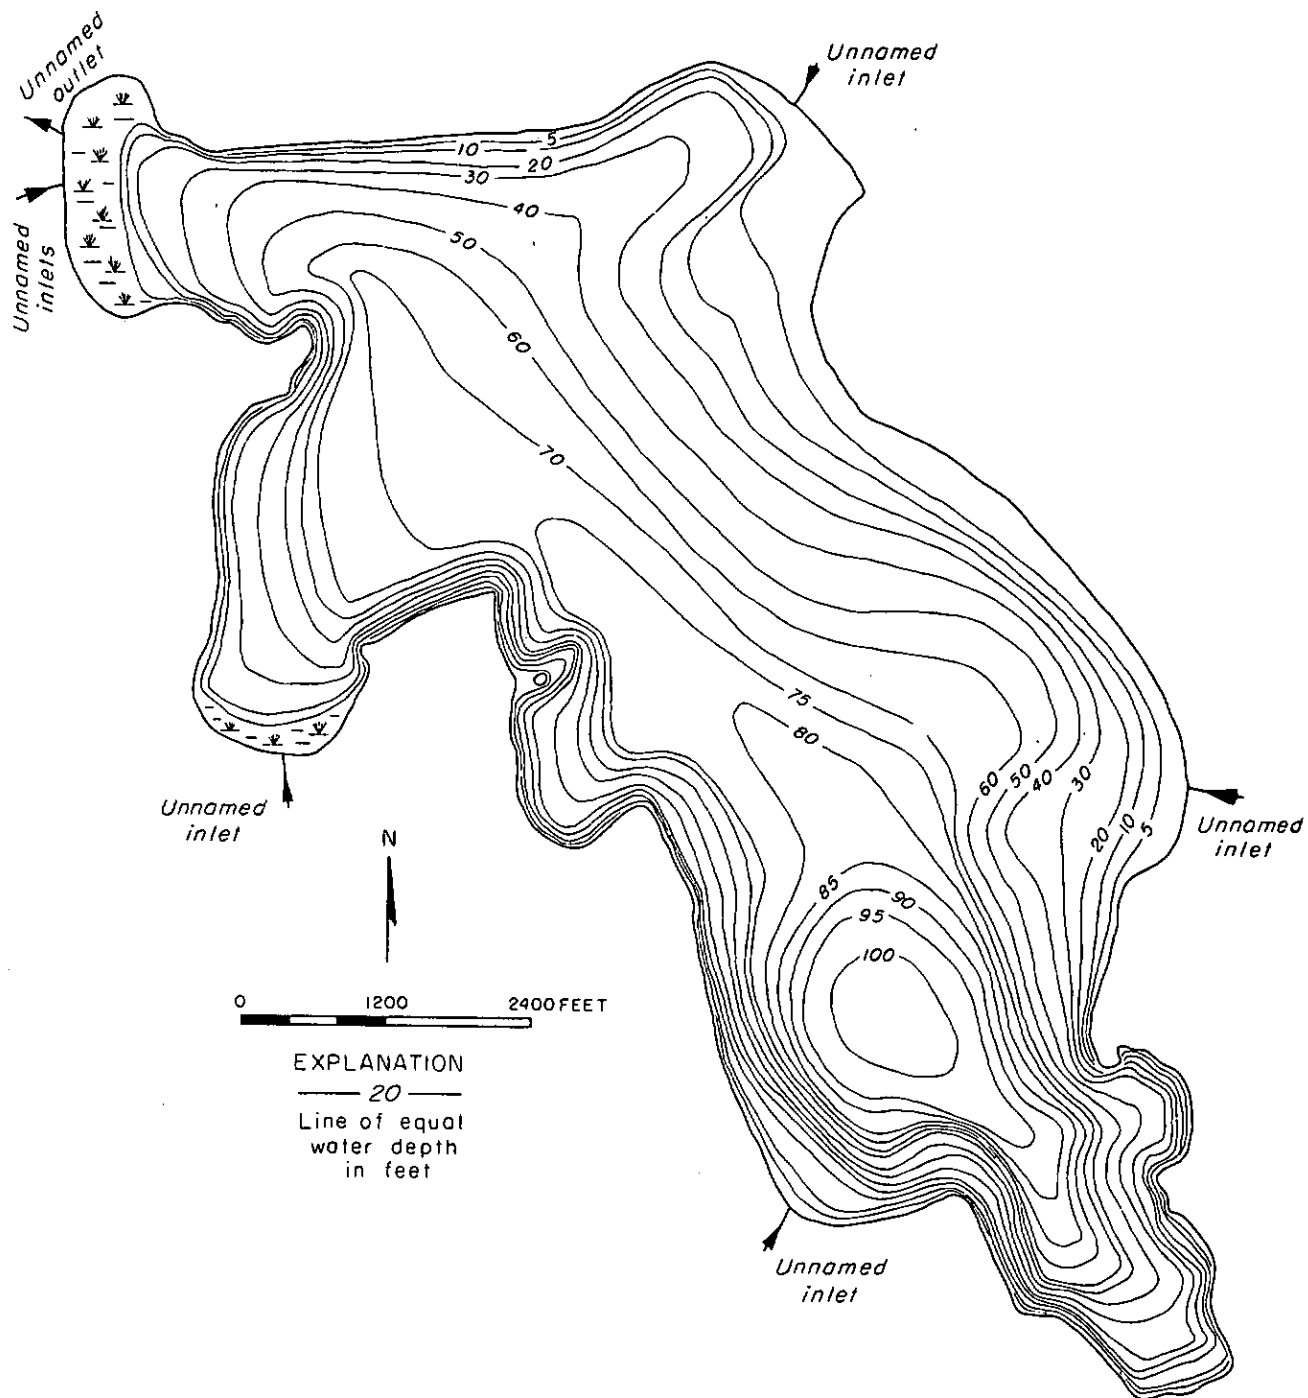 Unnamed
outlet
Unnamed
inlet
5
10
20
30
40
50
Unnamed
inlets
60
70
75
80
60
50
40
30
20
10
5
Unnamed
inlet
Unnamed
inlet
N
85
90
95
100
0 1200 2400 FEET
EXPLANATION
20
Line of equal
water depth
in feet
Unnamed
inlet